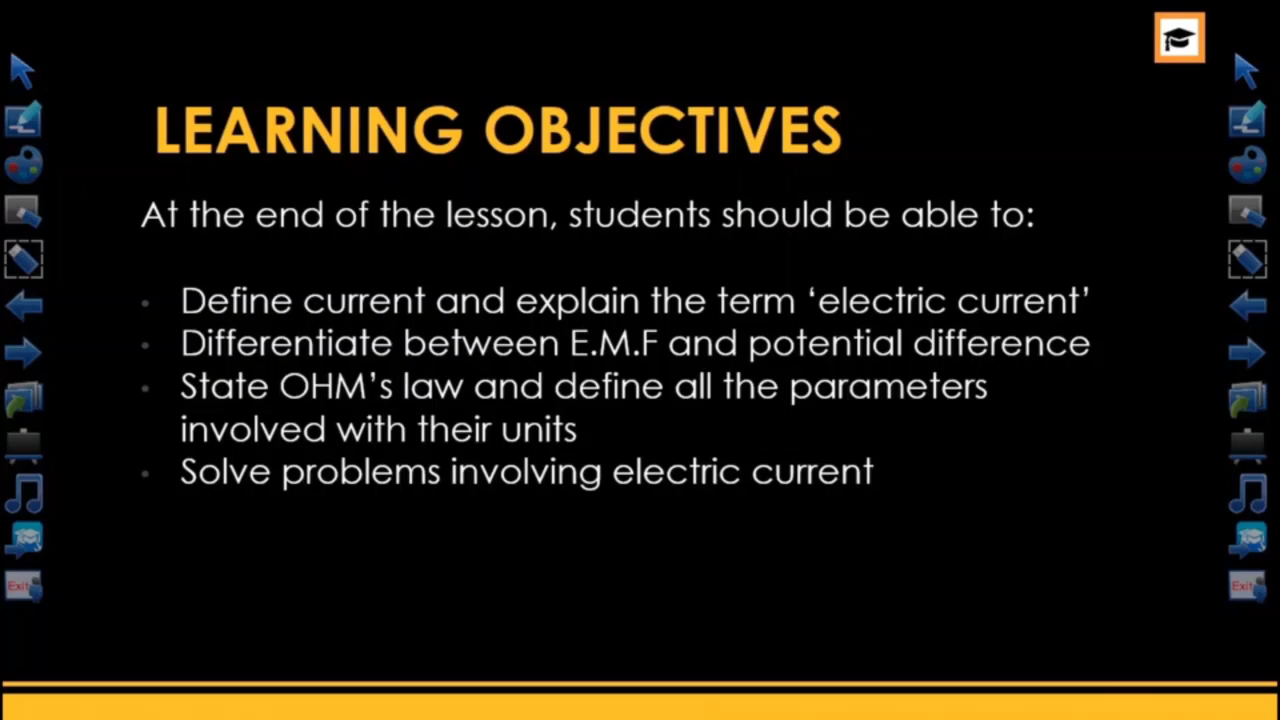 LEARNING OBJECTIVES
At the end of the lesson, students should be able to:
• Define current and explain the term ‘electric current’
• Differentiate between E.M.F and potential difference
• State OHM’s law and define all the parameters
involved with their units
• Solve problems involving electric current
Exit
Exit